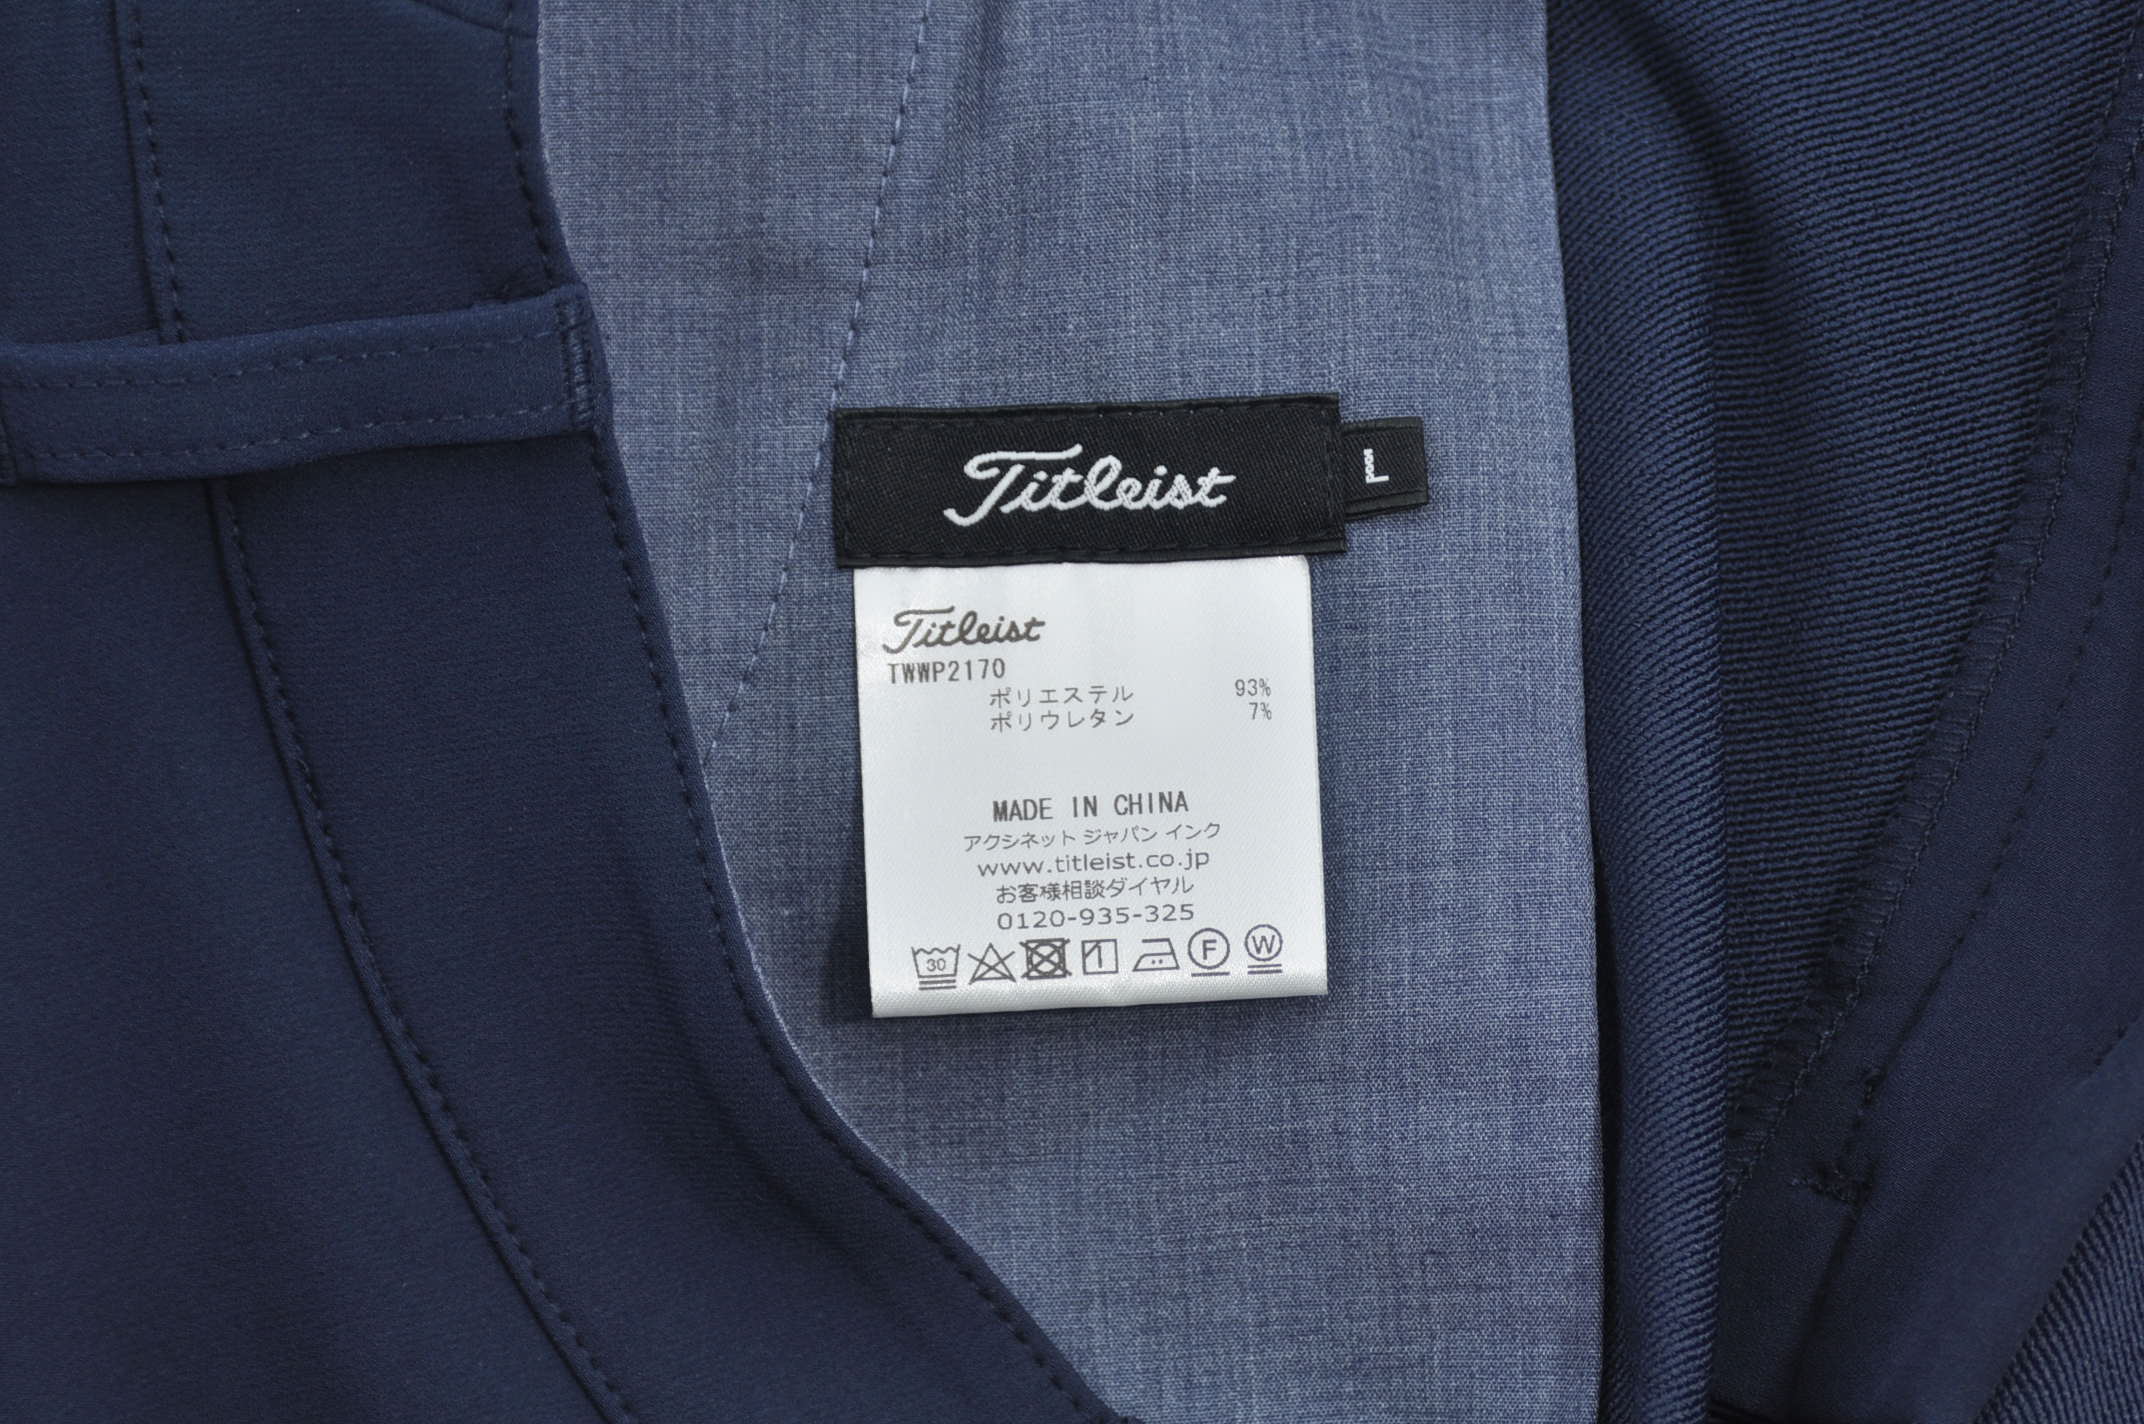 Titleist
L
Titleist
TWWP2170
ポリエステル 93%
ポリウレタン 7%
MADE IN CHINA
アクシネット ジャパン インク
www.titleist.co.jp
お客様相談ダイヤル
0120-935-325
30 F W